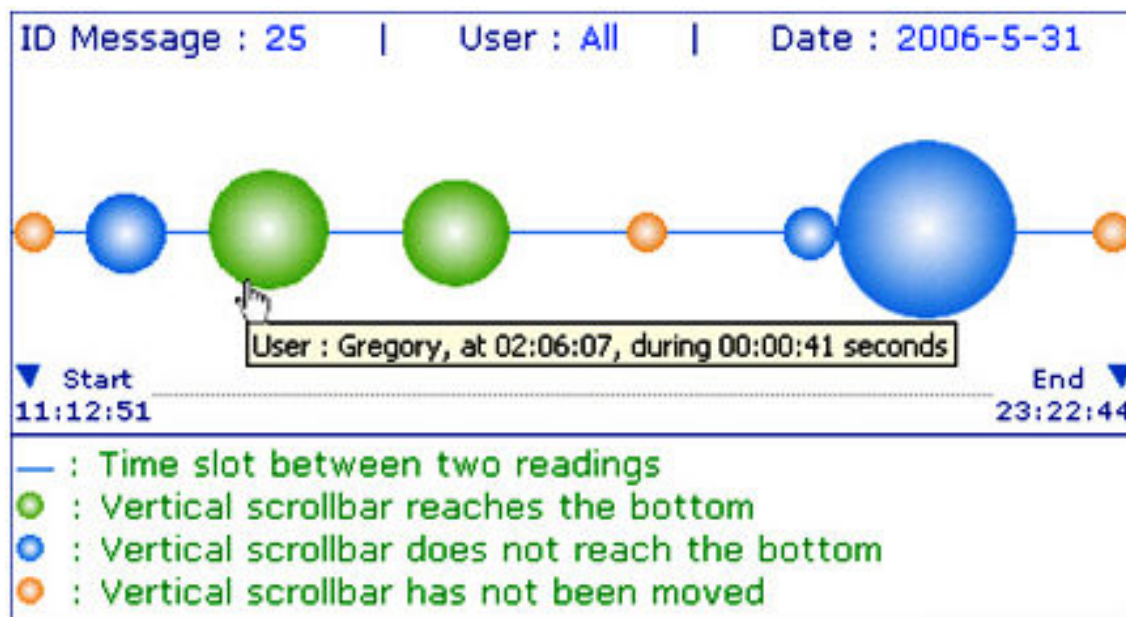 ID Message : 25 | User : All | Date : 2006-5-31
User : Gregory, at 02:06:07, during 00:00:41 seconds
Start End
11:12:51 23:22:44
: Time slot between two readings
: Vertical scrollbar reaches the bottom
: Vertical scrollbar does not reach the bottom
: Vertical scrollbar has not been moved